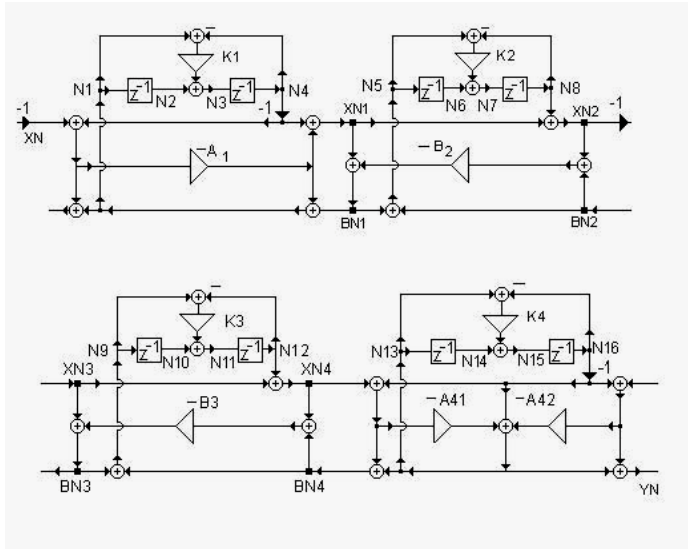 − −
K1 K2
N1 z-1 N2 N3 z-1 N4 N5 z-1 N6 N7 z-1 N8
-1 XN -1 XN1 XN2 -1
−A1 −B2
BN1 BN2
− −
K3 K4
N9 z-1 N10 N11 z-1 N12 N13 z-1 N14 N15 z-1 N16
XN3 XN4 -1
−B3 −A41 −A42
BN3 BN4 YN